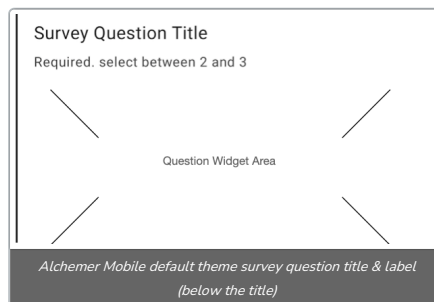 Survey Question Title
Required. select between 2 and 3
Question Widget Area
Alchemer Mobile default theme survey question title & label
(below the title)